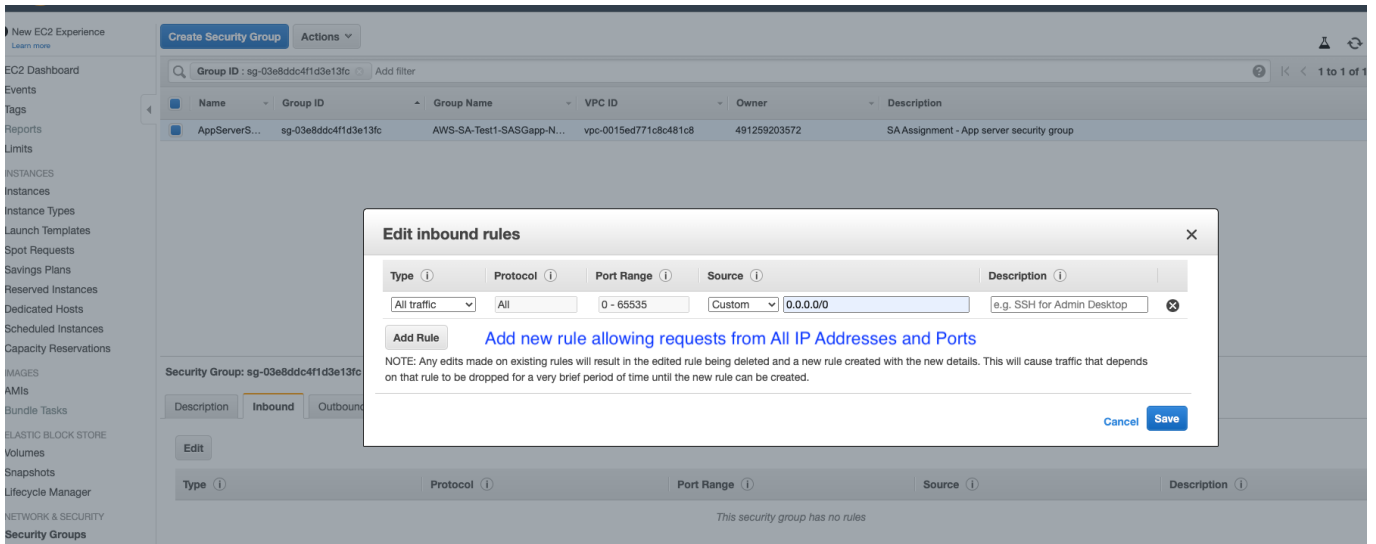 New EC2 Experience
Learn more
EC2 Dashboard
Events
Tags
Reports
Limits
INSTANCES
Instances
Instance Types
Launch Templates
Spot Requests
Savings Plans
Reserved Instances
Dedicated Hosts
Scheduled Instances
Capacity Reservations
IMAGES
AMIs
Bundle Tasks
ELASTIC BLOCK STORE
Volumes
Snapshots
Lifecycle Manager
NETWORK & SECURITY
Security Groups
Create Security Group Actions
Group ID : sg-03e8ddc4f1d3e13fc Add filter 1 to 1 of 1
Name Group ID Group Name VPC ID Owner Description
AppServerS... sg-03e8ddc4f1d3e13fc AWS-SA-Test1-SASGapp-N... vpc-0015ed771c8c481c8 491259203572 SA Assignment - App server security group
Edit inbound rules
Type Protocol Port Range Source Description
All traffic All 0 - 65535 Custom 0.0.0.0/0 e.g. SSH for Admin Desktop
Add Rule Add new rule allowing requests from All IP Addresses and Ports
NOTE: Any edits made on existing rules will result in the edited rule being deleted and a new rule created with the new details. This will cause traffic that depends
on that rule to be dropped for a very brief period of time until the new rule can be created.
Cancel Save
Security Group: sg-03e8ddc4f1d3e13fc
Description Inbound Outbound
Edit
Type Protocol Port Range Source Description
This security group has no rules